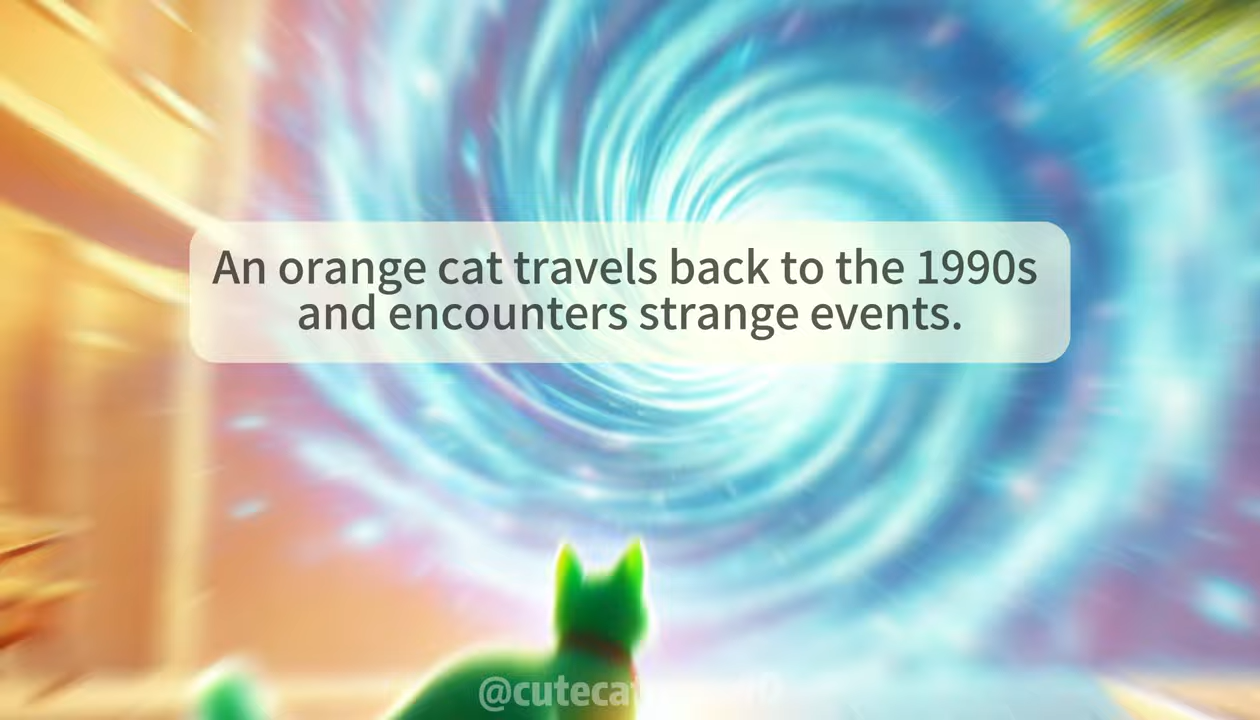 An orange cat travels back to the 1990s
and encounters strange events.